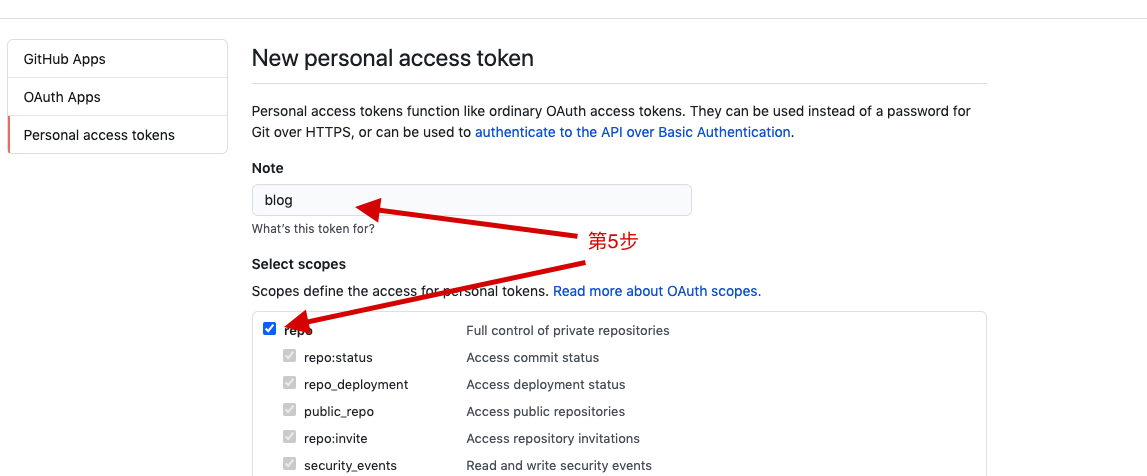 GitHub Apps
OAuth Apps
Personal access tokens
New personal access token
Personal access tokens function like ordinary OAuth access tokens. They can be used instead of a password for
Git over HTTPS, or can be used to authenticate to the API over Basic Authentication.
Note
blog
What's this token for?
第5步
Select scopes
Scopes define the access for personal tokens. Read more about OAuth scopes.
repo Full control of private repositories
repo:status Access commit status
repo_deployment Access deployment status
public_repo Access public repositories
repo:invite Access repository invitations
security_events Read and write security events